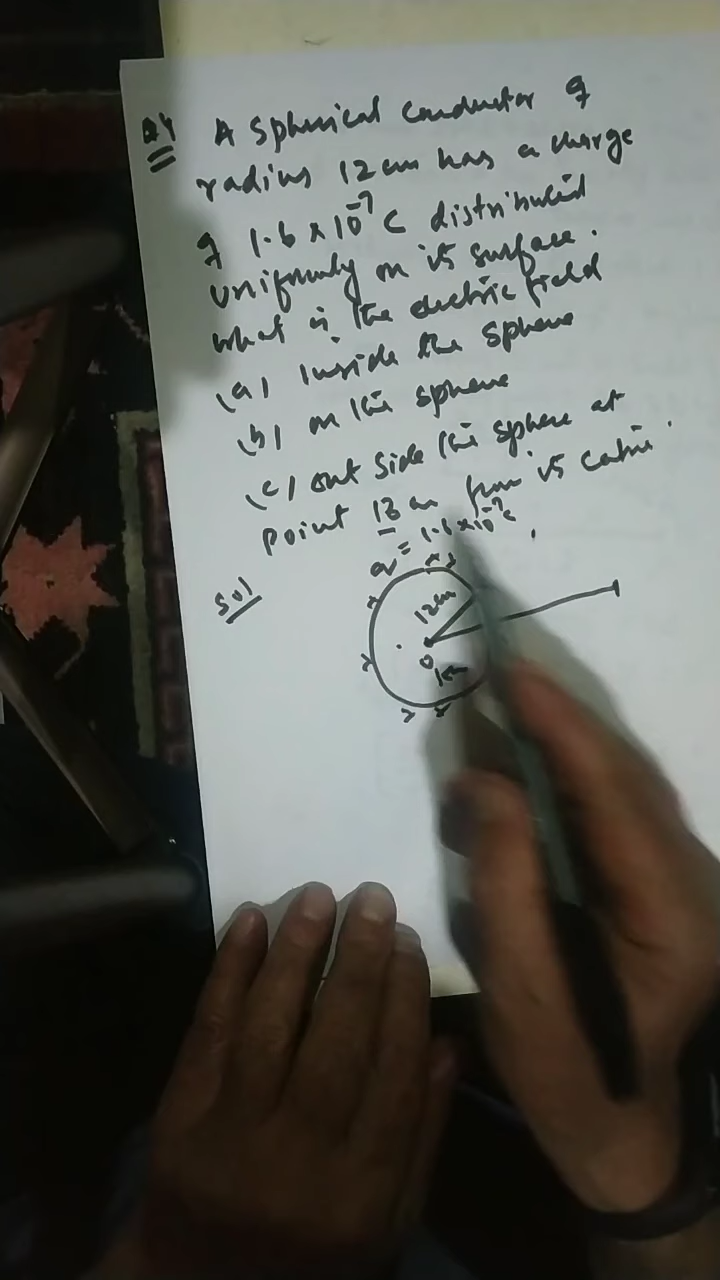 Q4 A Spherical conductor of
radius 12 cm has a charge
of 1.6 × 10⁻⁷ C distributed
uniformly on its surface.
what is the electric field
(a) inside the sphere
(b) on the sphere
(c) out side the sphere at
point 18 cm from its centre.
Sol
q = 1.6 × 10⁻⁷ C
12cm
O